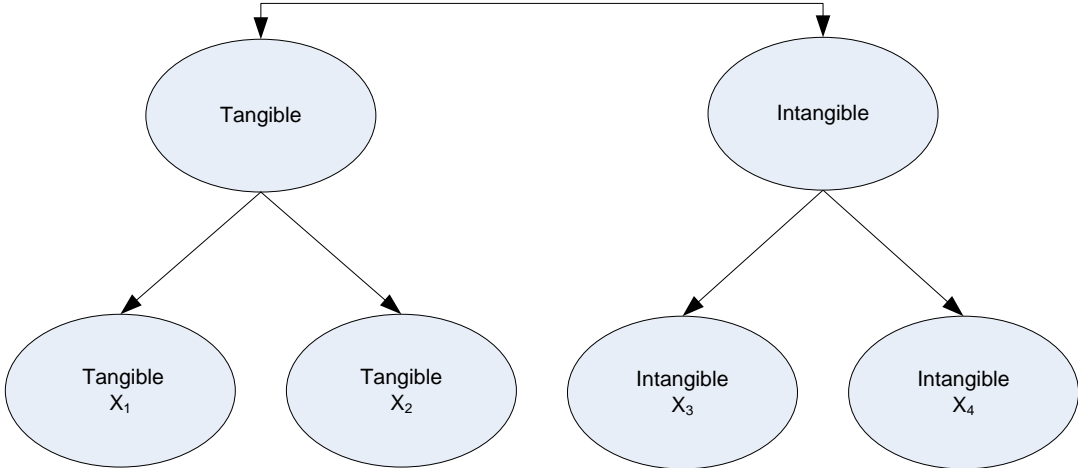 Tangible
Intangible
Tangible
X₁
Tangible
X₂
Intangible
X₃
Intangible
X₄